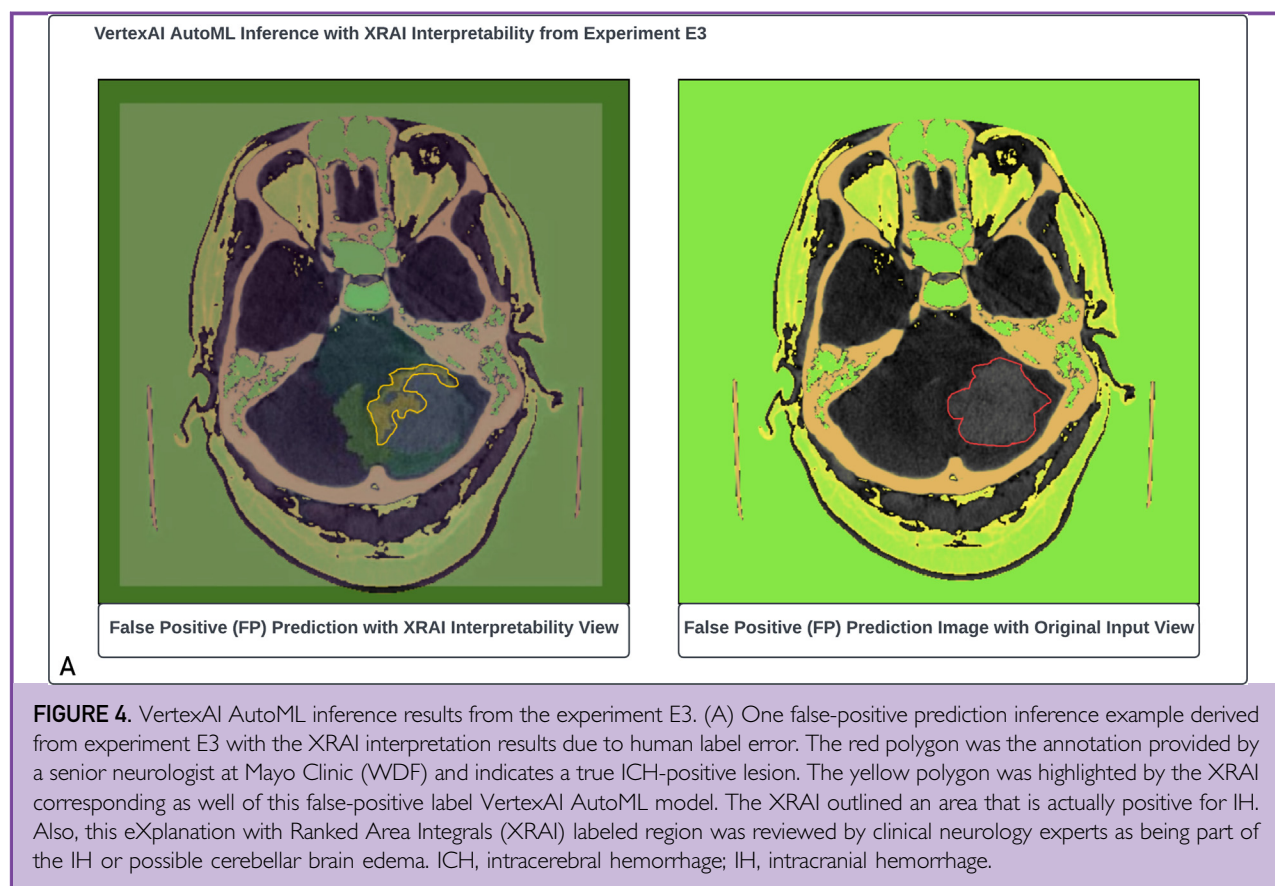 VertexAI AutoML Inference with XRAI Interpretability from Experiment E3
False Positive (FP) Prediction with XRAI Interpretability View
False Positive (FP) Prediction Image with Original Input View
A
FIGURE 4. VertexAI AutoML inference results from the experiment E3. (A) One false-positive prediction inference example derived
from experiment E3 with the XRAI interpretation results due to human label error. The red polygon was the annotation provided by
a senior neurologist at Mayo Clinic (WDF) and indicates a true ICH-positive lesion. The yellow polygon was highlighted by the XRAI
corresponding as well of this false-positive label VertexAI AutoML model. The XRAI outlined an area that is actually positive for IH.
Also, this eXplanation with Ranked Area Integrals (XRAI) labeled region was reviewed by clinical neurology experts as being part of
the IH or possible cerebellar brain edema. ICH, intracerebral hemorrhage; IH, intracranial hemorrhage.